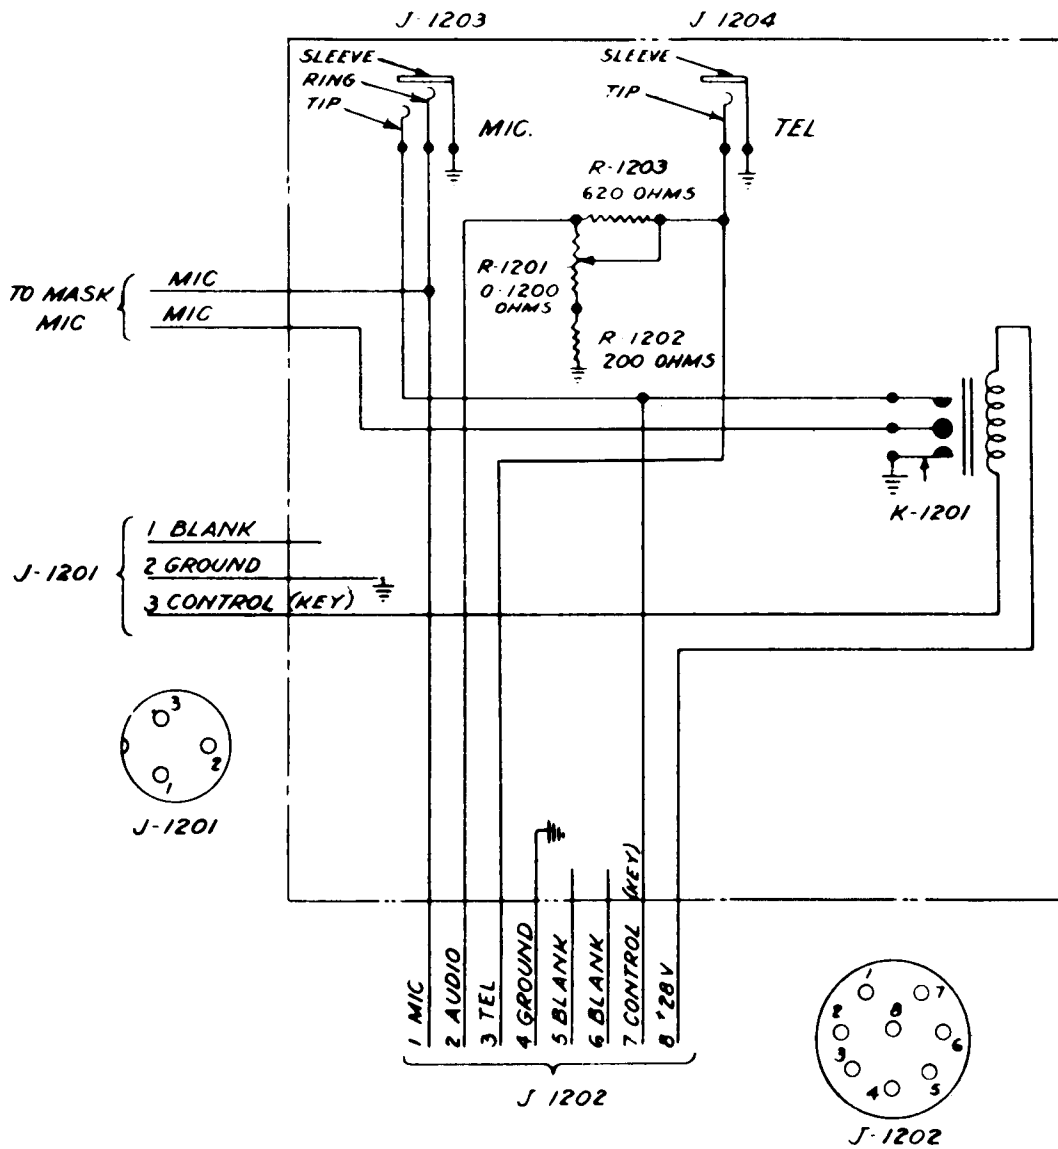 J-1203
J 1204
SLEEVE
RING
TIP
MIC.
SLEEVE
TIP
TEL
R-1203
620 OHMS
R-1201
0-1200
OHMS
R-1202
200 OHMS
TO MASK
MIC
MIC
MIC
K-1201
J-1201
1 BLANK
2 GROUND
3 CONTROL (KEY)
3
2
1
J-1201
1 MIC
2 AUDIO
3 TEL
4 GROUND
5 BLANK
6 BLANK
7 CONTROL (KEY)
8 +28V
J 1202
1
7
2
8
6
3
4
5
J-1202